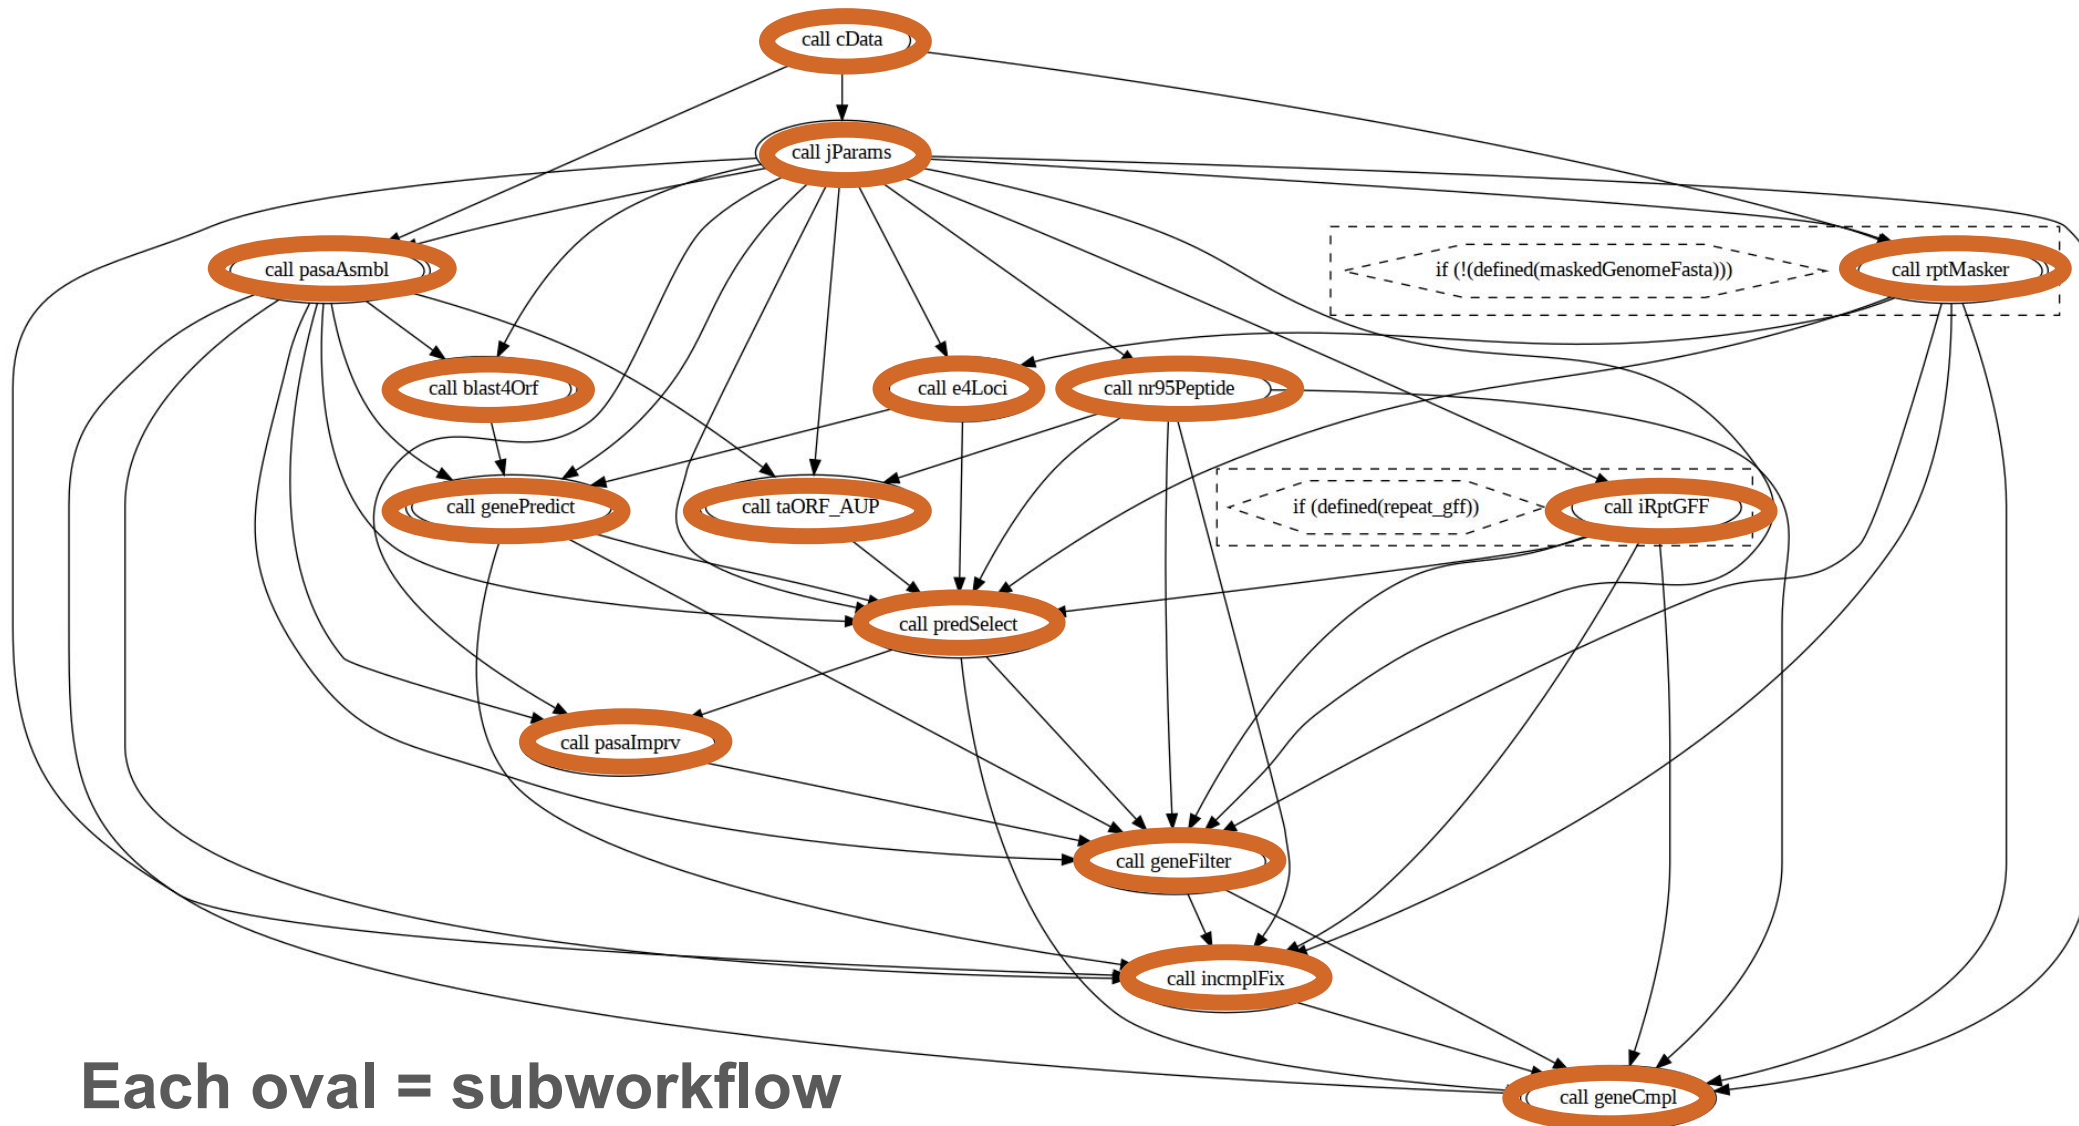 call cData
call jParams
call pasaAsmbl
if (!(defined(maskedGenomeFasta)))
call rptMasker
call blast4Orf
call e4Loci
call nr95Peptide
call genePredict
call taORF_AUP
if (defined(repeat_gff))
call iRptGFF
call predSelect
call pasaImprv
call geneFilter
call incmplFix
call geneCmpl
Each oval = subworkflow